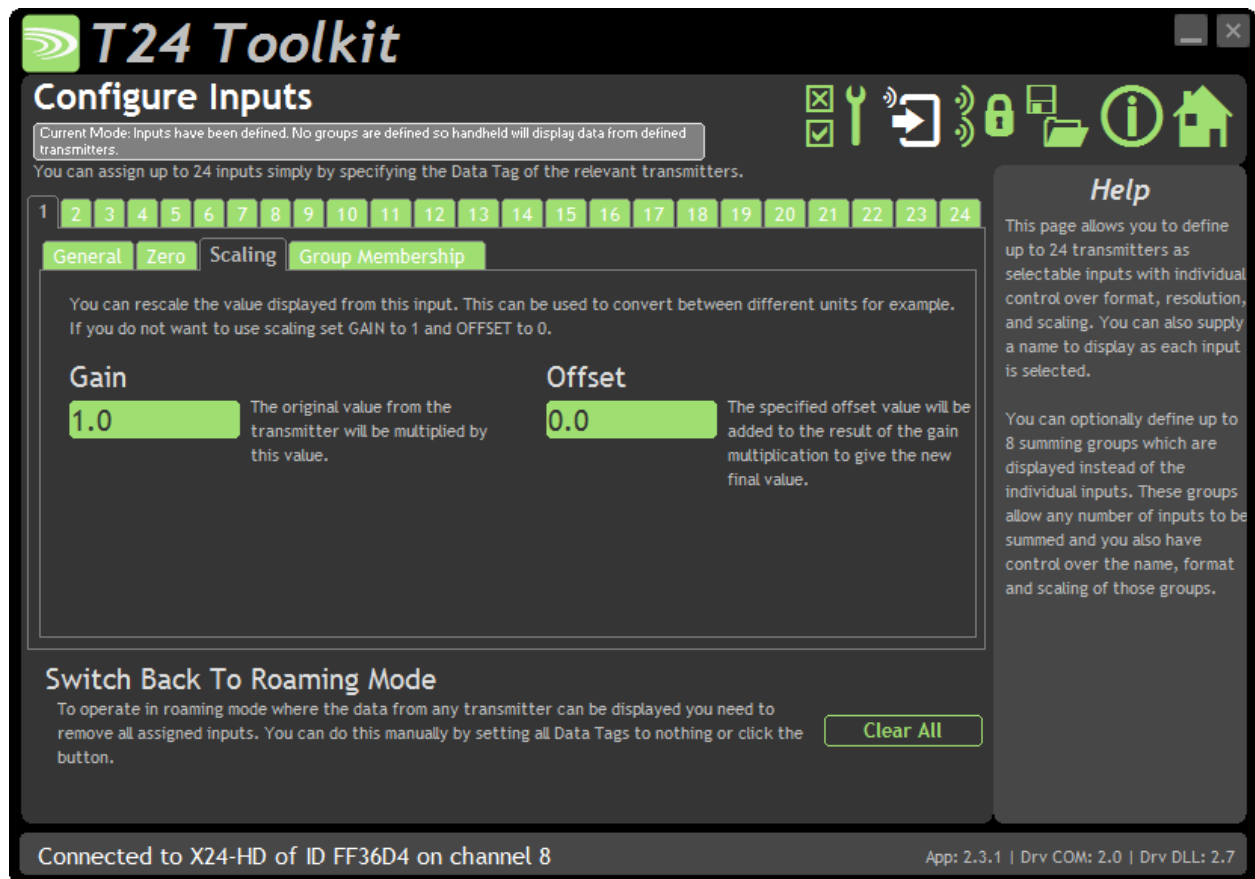 T24 Toolkit
Configure Inputs
Current Mode: Inputs have been defined. No groups are defined so handheld will display data from defined
transmitters.
You can assign up to 24 inputs simply by specifying the Data Tag of the relevant transmitters.
1 2 3 4 5 6 7 8 9 10 11 12 13 14 15 16 17 18 19 20 21 22 23 24
General Zero Scaling Group Membership
You can rescale the value displayed from this input. This can be used to convert between different units for example.
If you do not want to use scaling set GAIN to 1 and OFFSET to 0.
Gain
1.0
The original value from the
transmitter will be multiplied by
this value.
Offset
0.0
The specified offset value will be
added to the result of the gain
multiplication to give the new
final value.
Switch Back To Roaming Mode
To operate in roaming mode where the data from any transmitter can be displayed you need to
remove all assigned inputs. You can do this manually by setting all Data Tags to nothing or click the
button.
Clear All
Help
This page allows you to define
up to 24 transmitters as
selectable inputs with individual
control over format, resolution,
and scaling. You can also supply
a name to display as each input
is selected.
You can optionally define up to
8 summing groups which are
displayed instead of the
individual inputs. These groups
allow any number of inputs to be
summed and you also have
control over the name, format
and scaling of those groups.
Connected to X24-HD of ID FF36D4 on channel 8
App: 2.3.1 | Drv COM: 2.0 | Drv DLL: 2.7